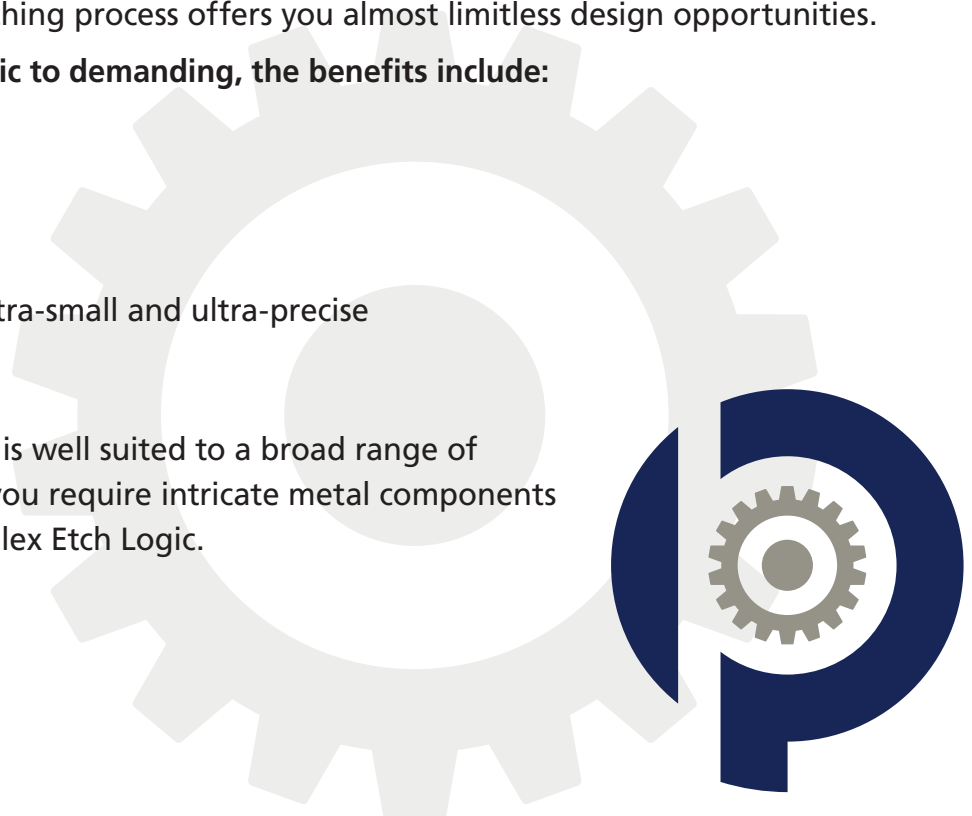 hing process offers you almost limitless design opportunities.
ic to demanding, the benefits include:
tra-small and ultra-precise
is well suited to a broad range of
you require intricate metal components
lex Etch Logic.